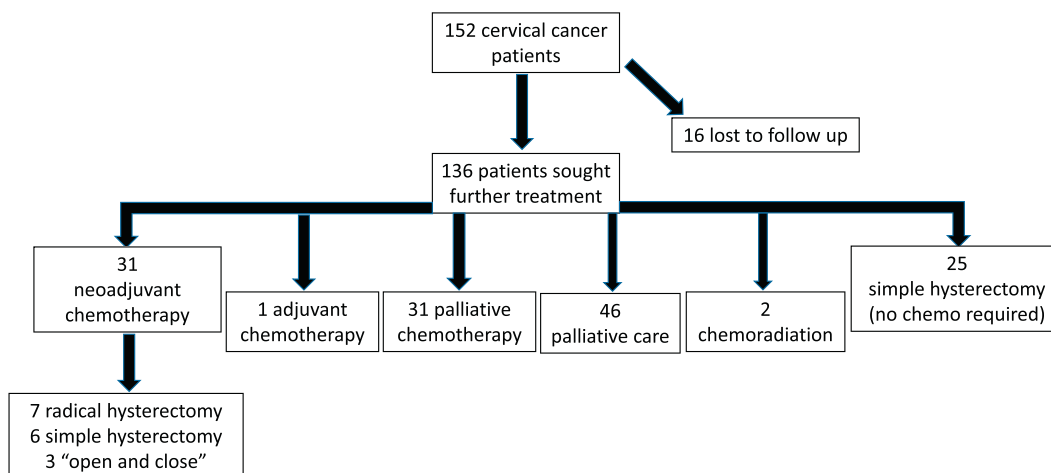 152 cervical cancer
patients
16 lost to follow up
136 patients sought
further treatment
31
neoadjuvant
chemotherapy
1 adjuvant
chemotherapy
31 palliative
chemotherapy
46
palliative care
2
chemoradiation
25
simple hysterectomy
(no chemo required)
7 radical hysterectomy
6 simple hysterectomy
3 “open and close”